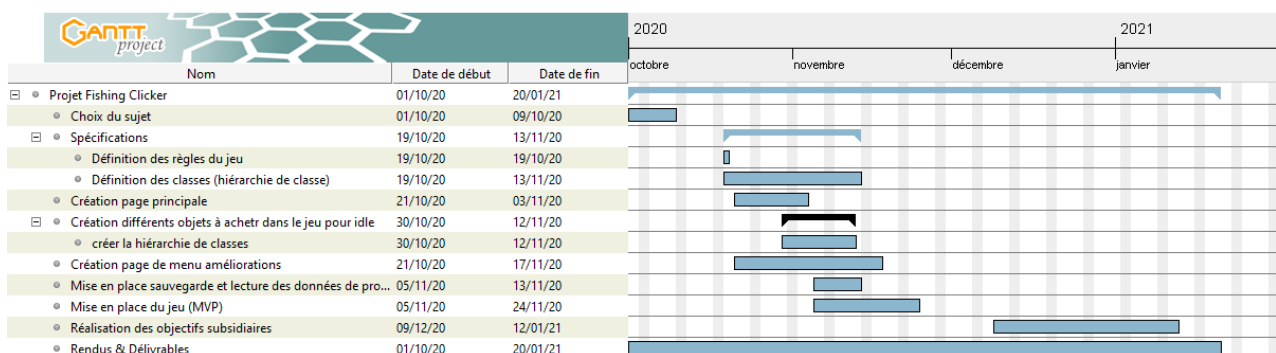 GANTT project
2020 2021
octobre novembre décembre janvier
Nom Date de début Date de fin
Projet Fishing Clicker 01/10/20 20/01/21
Choix du sujet 01/10/20 09/10/20
Spécifications 19/10/20 13/11/20
Définition des règles du jeu 19/10/20 19/10/20
Définition des classes (hiérarchie de classe) 19/10/20 13/11/20
Création page principale 21/10/20 03/11/20
Création différents objets à achetr dans le jeu pour idle 30/10/20 12/11/20
créer la hiérarchie de classes 30/10/20 12/11/20
Création page de menu améliorations 21/10/20 17/11/20
Mise en place sauvegarde et lecture des données de pro... 05/11/20 13/11/20
Mise en place du jeu (MVP) 05/11/20 24/11/20
Réalisation des objectifs subsidiaires 09/12/20 12/01/21
Rendus & Délivrables 01/10/20 20/01/21